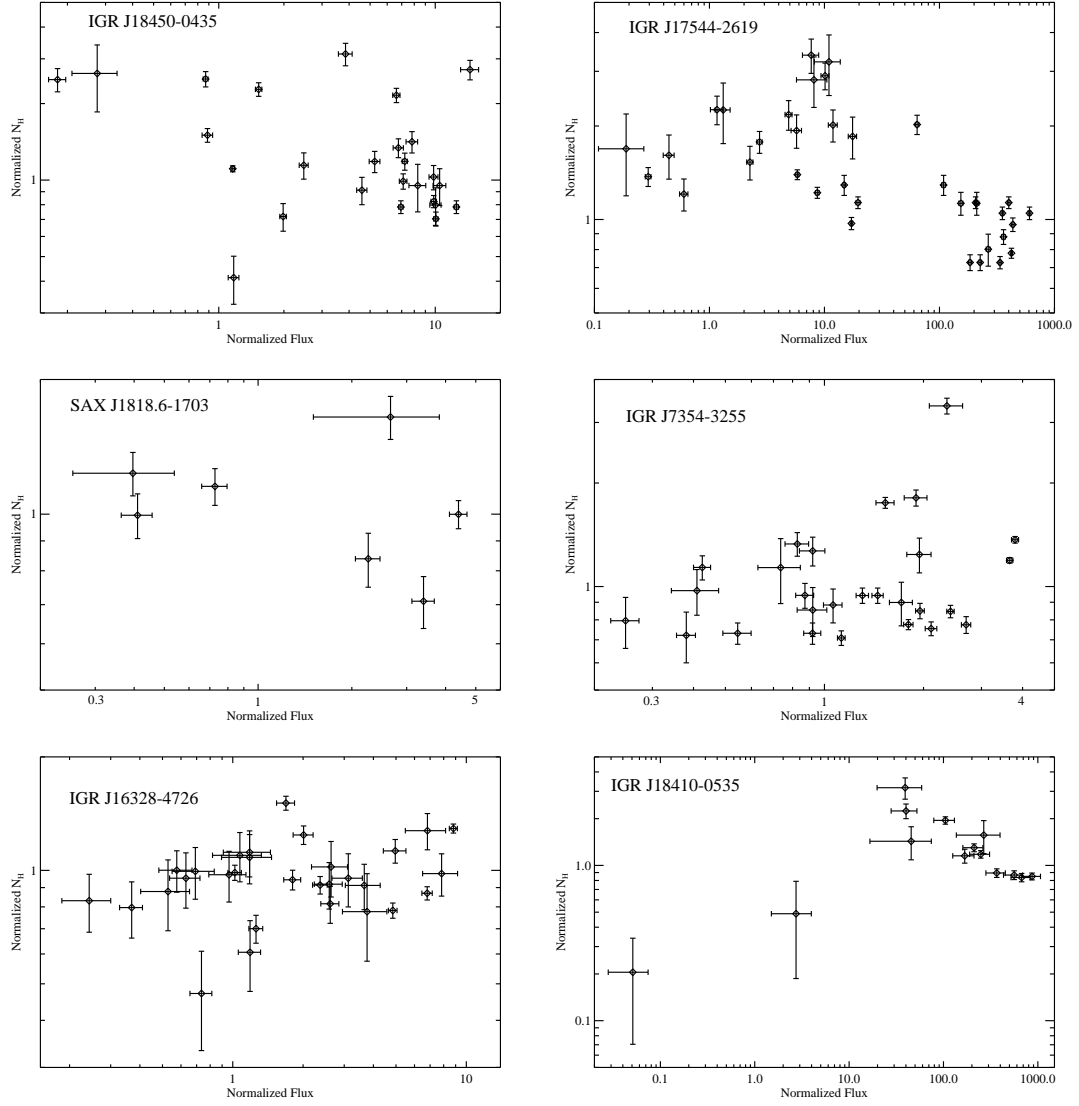 IGR J18450-0435
Normalized N_H
1
1
10
Normalized Flux
IGR J17544-2619
Normalized N_H
1
0.1
1.0
10.0
100.0
1000.0
Normalized Flux
SAX J1818.6-1703
Normalized N_H
1
0.3
1
5
Normalized Flux
IGR J7354-3255
Normalized N_H
1
0.3
1
4
Normalized Flux
IGR J16328-4726
Normalized N_H
1
1
10
Normalized Flux
IGR J18410-0535
Normalized N_H
1.0
0.1
0.1
1.0
10.0
100.0
1000.0
Normalized Flux